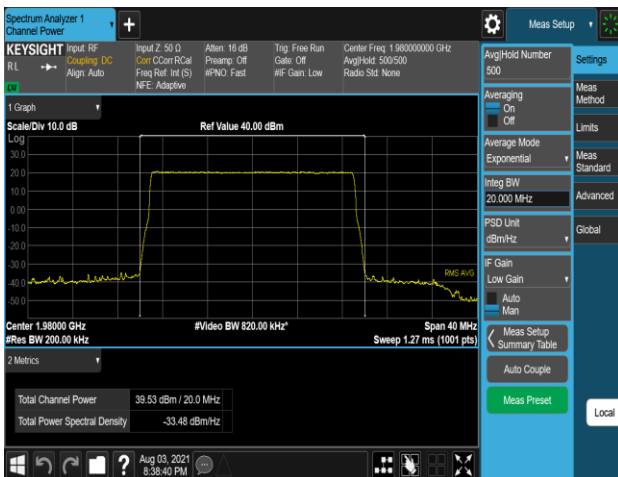 Spectrum Analyzer 1
Channel Power
+
Meas Setup
KEYSIGHT
RL
LV
Input: RF
Coupling: DC
Align: Auto
Input Z: 50 Ω
Corr CCorr RCal
Freq Ref: Int (S)
NFE: Adaptive
Atten: 16 dB
Preamp: Off
#PNO: Fast
Trig: Free Run
Gate: Off
#IF Gain: Low
Center Freq: 1.980000000 GHz
Avg|Hold: 500/500
Radio Std: None
1 Graph
Scale/Div 10.0 dB
Ref Value 40.00 dBm
Log
30.0
20.0
10.0
0.00
-10.0
-20.0
-30.0
-40.0
-50.0
RMS AVG
Center 1.98000 GHz
#Video BW 820.00 kHz*
Span 40 MHz
#Res BW 200.00 kHz
Sweep 1.27 ms (1001 pts)
2 Metrics
Total Channel Power 39.53 dBm / 20.0 MHz
Total Power Spectral Density -33.48 dBm/Hz
?
Aug 03, 2021
8:38:40 PM
Avg|Hold Number
500
Averaging
On
Off
Average Mode
Exponential
Integ BW
20.000 MHz
PSD Unit
dBm/Hz
IF Gain
Low Gain
Auto
Man
Meas Setup
Summary Table
Auto Couple
Meas Preset
Settings
Meas
Method
Limits
Meas
Standard
Advanced
Global
Local